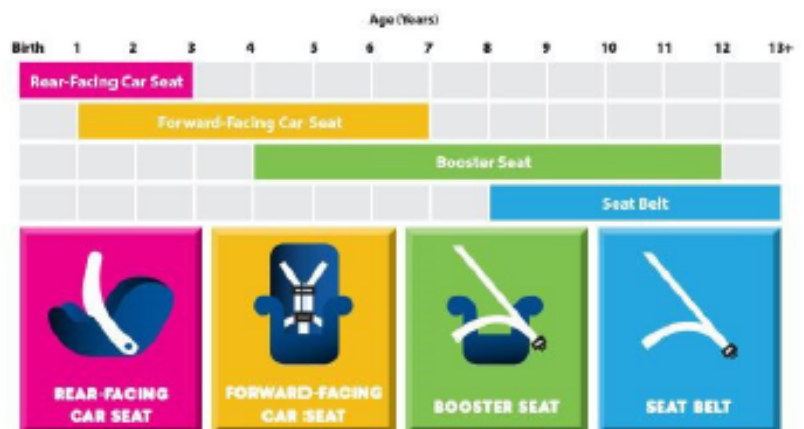 Age (Years)
Birth 1 2 3 4 5 6 7 8 9 10 11 12 13+
Rear-Facing Car Seat
Forward-Facing Car Seat
Booster Seat
Seat Belt
REAR-FACING
CAR SEAT
FORWARD-FACING
CAR SEAT
BOOSTER SEAT
SEAT BELT